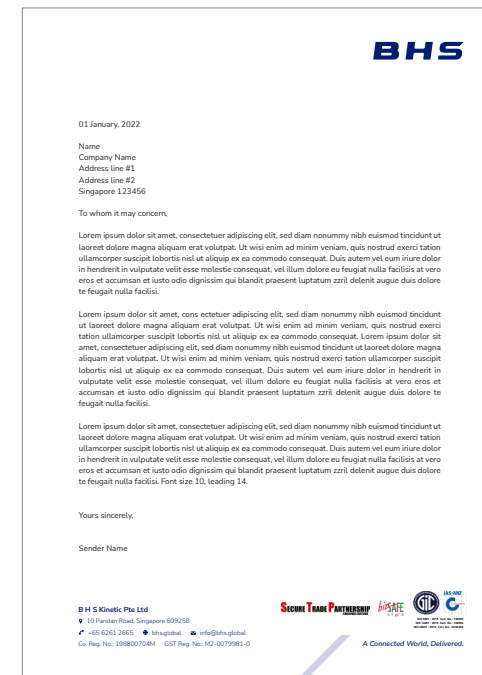 BHS
01 January, 2022
Name
Company Name
Address line #1
Address line #2
Singapore 123456
To whom it may concern,
Lorem ipsum dolor sit amet, consectetuer adipiscing elit, sed diam nonummy nibh euismod tincidunt ut
laoreet dolore magna aliquam erat volutpat. Ut wisi enim ad minim veniam, quis nostrud exerci tation
ullamcorper suscipit lobortis nisl ut aliquip ex ea commodo consequat. Duis autem vel eum iriure dolor
in hendrerit in vulputate velit esse molestie consequat, vel illum dolore eu feugiat nulla facilisis at vero
eros et accumsan et iusto odio dignissim qui blandit praesent luptatum zzril delenit augue duis dolore
te feugait nulla facilisi.
Lorem ipsum dolor sit amet, cons ectetuer adipiscing elit, sed diam nonummy nibh euismod tincidunt
ut laoreet dolore magna aliquam erat volutpat. Ut wisi enim ad minim veniam, quis nostrud exerci
tation ullamcorper suscipit lobortis nisl ut aliquip ex ea commodo consequat. Lorem ipsum dolor sit
amet, consectetuer adipiscing elit, sed diam nonummy nibh euismod tincidunt ut laoreet dolore magna
aliquam erat volutpat. Ut wisi enim ad minim veniam, quis nostrud exerci tation ullamcorper suscipit
lobortis nisl ut aliquip ex ea commodo consequat. Duis autem vel eum iriure dolor in hendrerit in
vulputate velit esse molestie consequat, vel illum dolore eu feugiat nulla facilisis at vero eros et
accumsan et iusto odio dignissim qui blandit praesent luptatum zzril delenit augue duis dolore te
feugait nulla facilisi.
Lorem ipsum dolor sit amet, consectetuer adipiscing elit, sed diam nonummy nibh euismod tincidunt ut
laoreet dolore magna aliquam erat volutpat. Ut wisi enim ad minim veniam, quis nostrud exerci tation
ullamcorper suscipit lobortis nisl ut aliquip ex ea commodo consequat. Duis autem vel eum iriure dolor
in hendrerit in vulputate velit esse molestie consequat, vel illum dolore eu feugiat nulla facilisis at vero
eros et accumsan et iusto odio dignissim qui blandit praesent luptatum zzril delenit augue duis dolore
te feugait nulla facilisi. Font size 10, leading 14.
Yours sincerely,
Sender Name
B H S Kinetic Pte Ltd
10 Pandan Road, Singapore 609258
+65 6261 2665 bhs.global info@bhs.global
Co. Reg. No.: 198800704M GST Reg. No.: M2-0079981-0
SECURE TRADE PARTNERSHIP
bizSAFE
GIC
IAS-ANZ
A Connected World, Delivered.